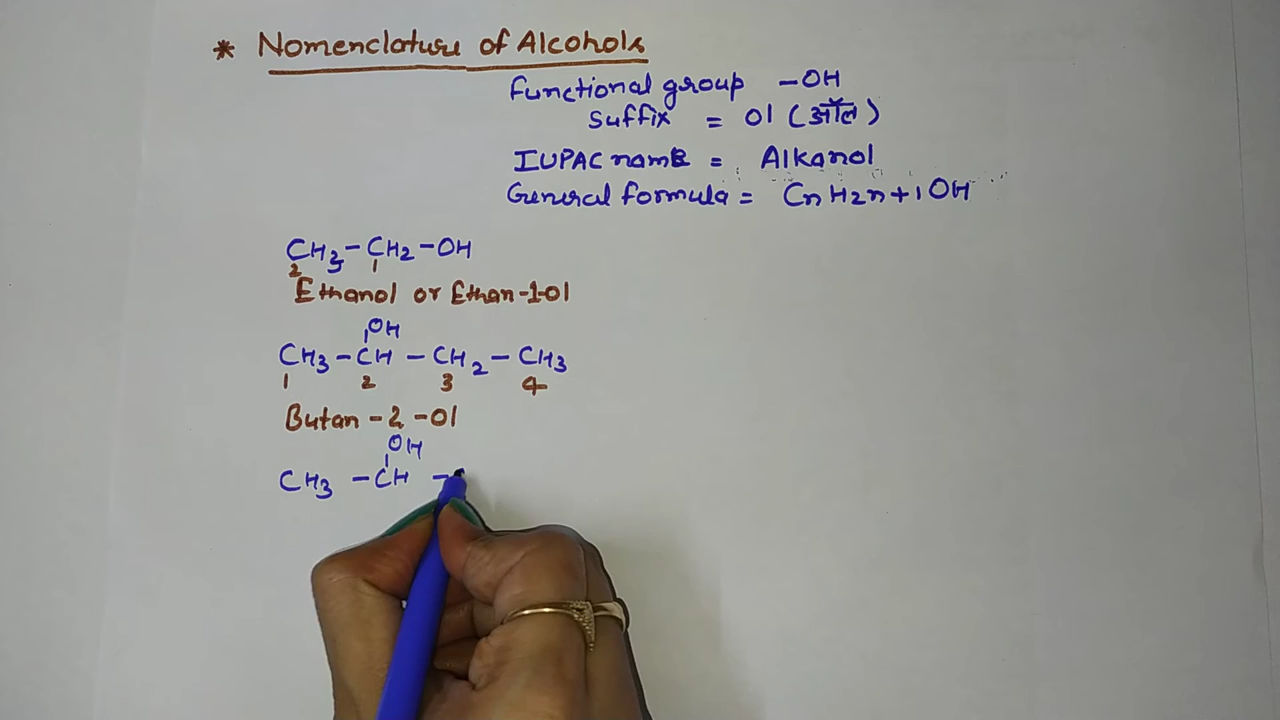 * Nomenclature of Alcohols
Functional group -OH
Suffix = ol (ऑल)
IUPAC name = Alkanol
General formula = CnH2n+1OH
CH3-CH2-OH
2 1
Ethanol or Ethan-1-ol
OH
CH3-CH-CH2-CH3
1 2 3 4
Butan-2-ol
OH
CH3-CH-